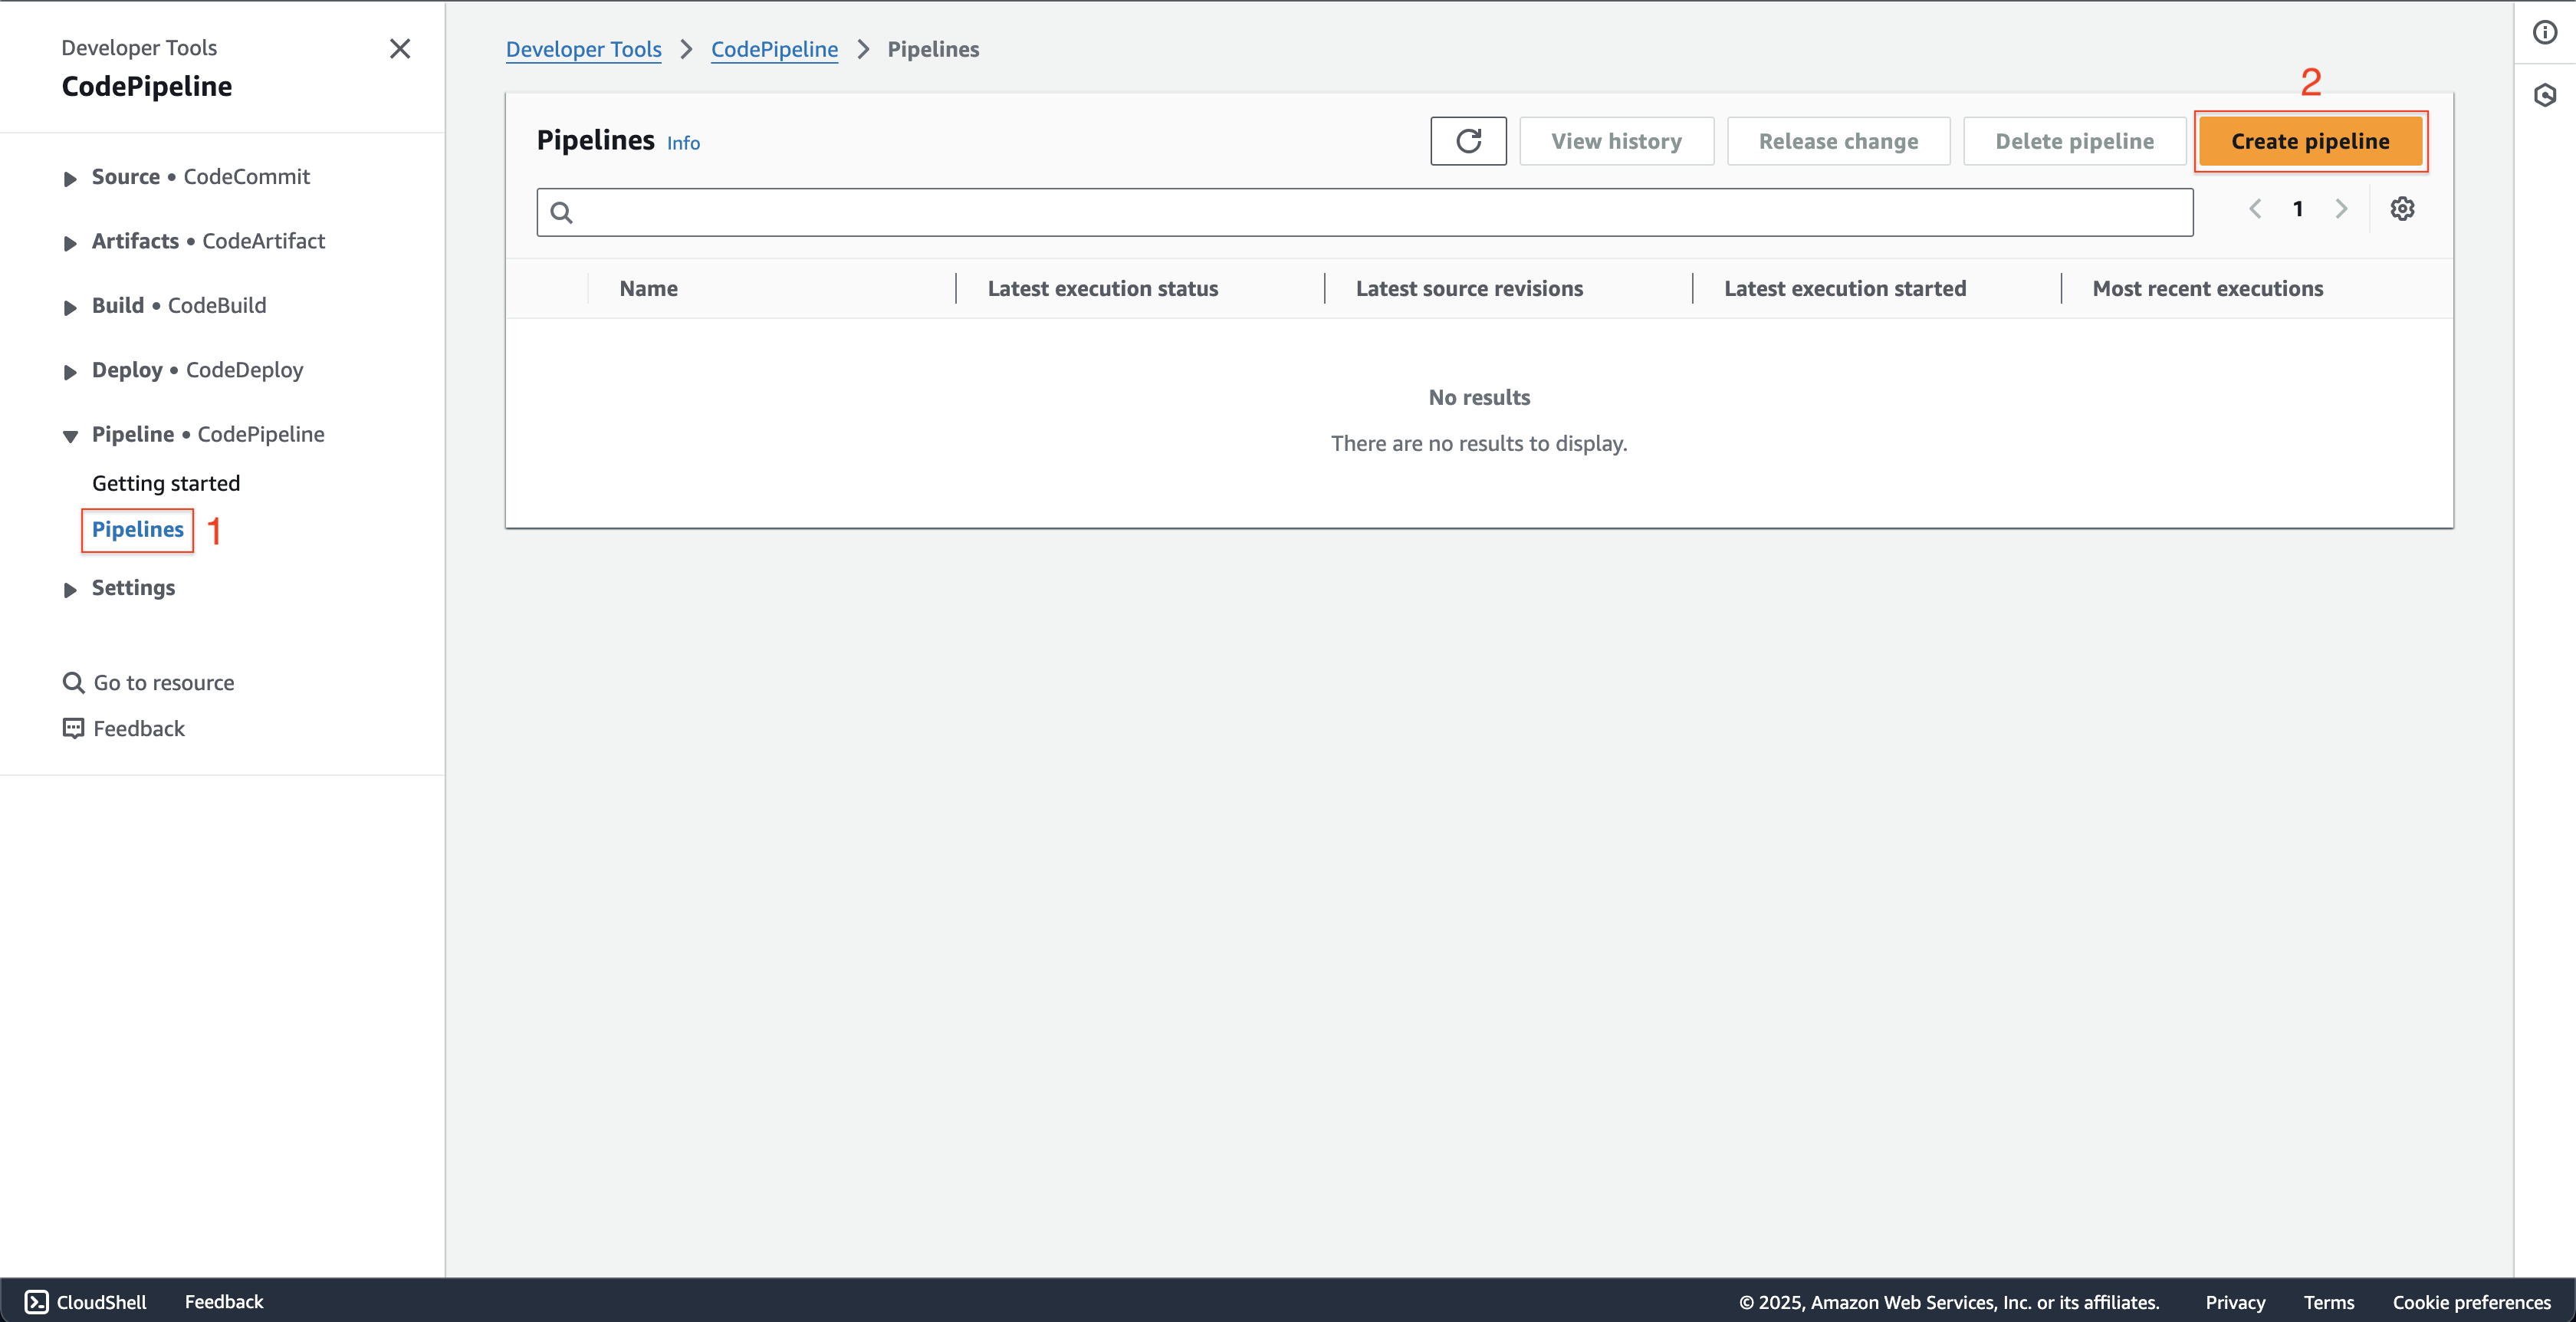 Developer Tools
CodePipeline
Source • CodeCommit
Artifacts • CodeArtifact
Build • CodeBuild
Deploy • CodeDeploy
Pipeline • CodePipeline
Getting started
Pipelines 1
Settings
Go to resource
Feedback
Developer Tools > CodePipeline > Pipelines
2
Pipelines Info View history Release change Delete pipeline Create pipeline
1
Name Latest execution status Latest source revisions Latest execution started Most recent executions
No results
There are no results to display.
CloudShell Feedback © 2025, Amazon Web Services, Inc. or its affiliates. Privacy Terms Cookie preferences